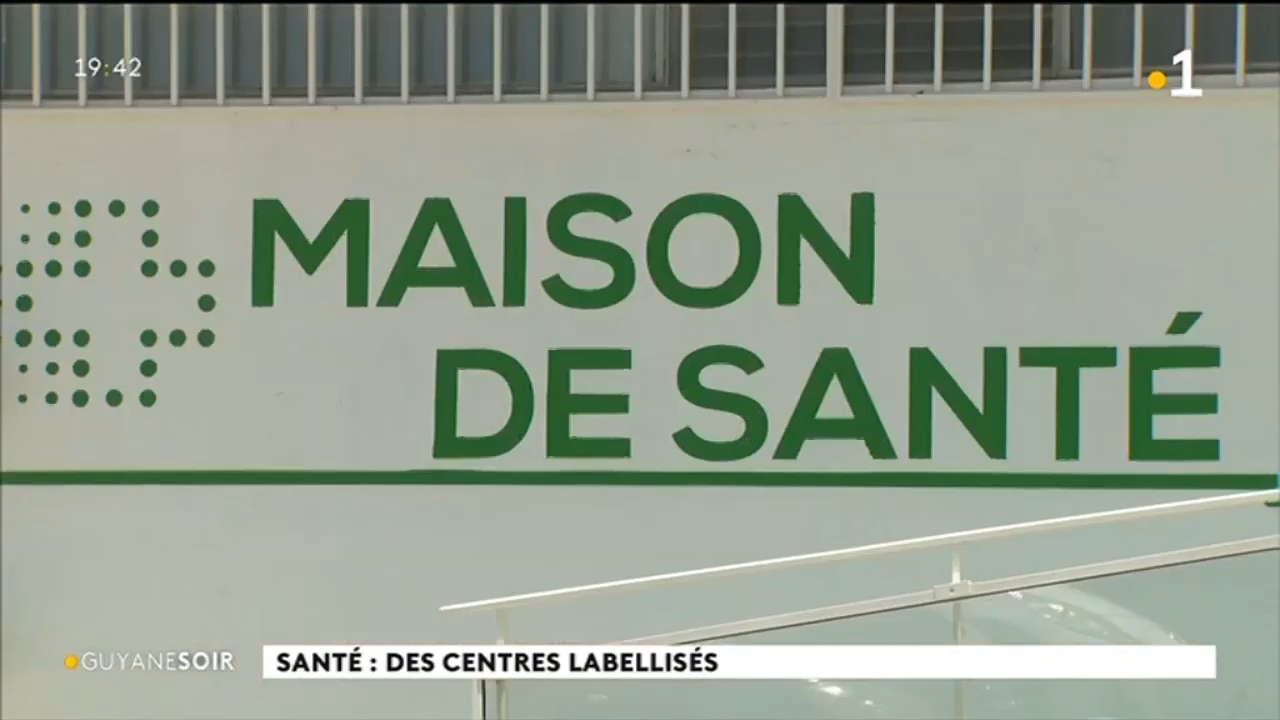 19:42
1
MAISON
DE SANTÉ
GUYANESOIR
SANTÉ : DES CENTRES LABELLISÉS